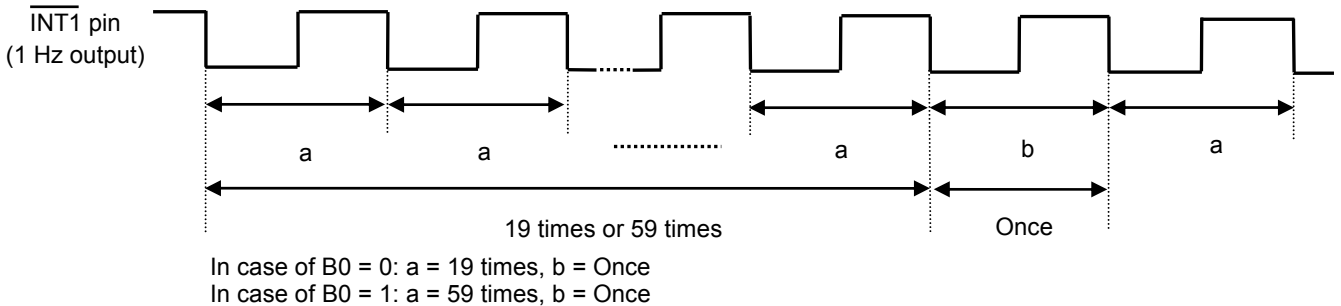 INT1 pin
(1 Hz output)
a a a b a
19 times or 59 times Once
In case of B0 = 0: a = 19 times, b = Once
In case of B0 = 1: a = 59 times, b = Once